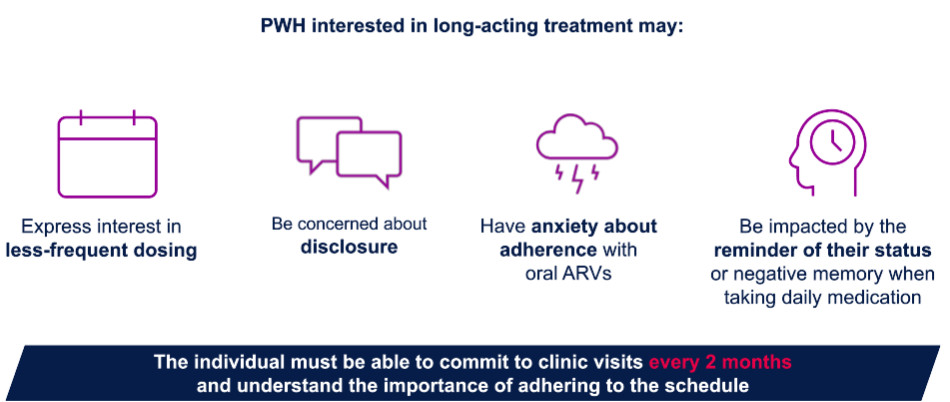 PWH interested in long-acting treatment may:
Express interest in
less-frequent dosing
Be concerned about
disclosure
Have anxiety about
adherence with
oral ARVs
Be impacted by the
reminder of their status
or negative memory when
taking daily medication
The individual must be able to commit to clinic visits every 2 months
and understand the importance of adhering to the schedule